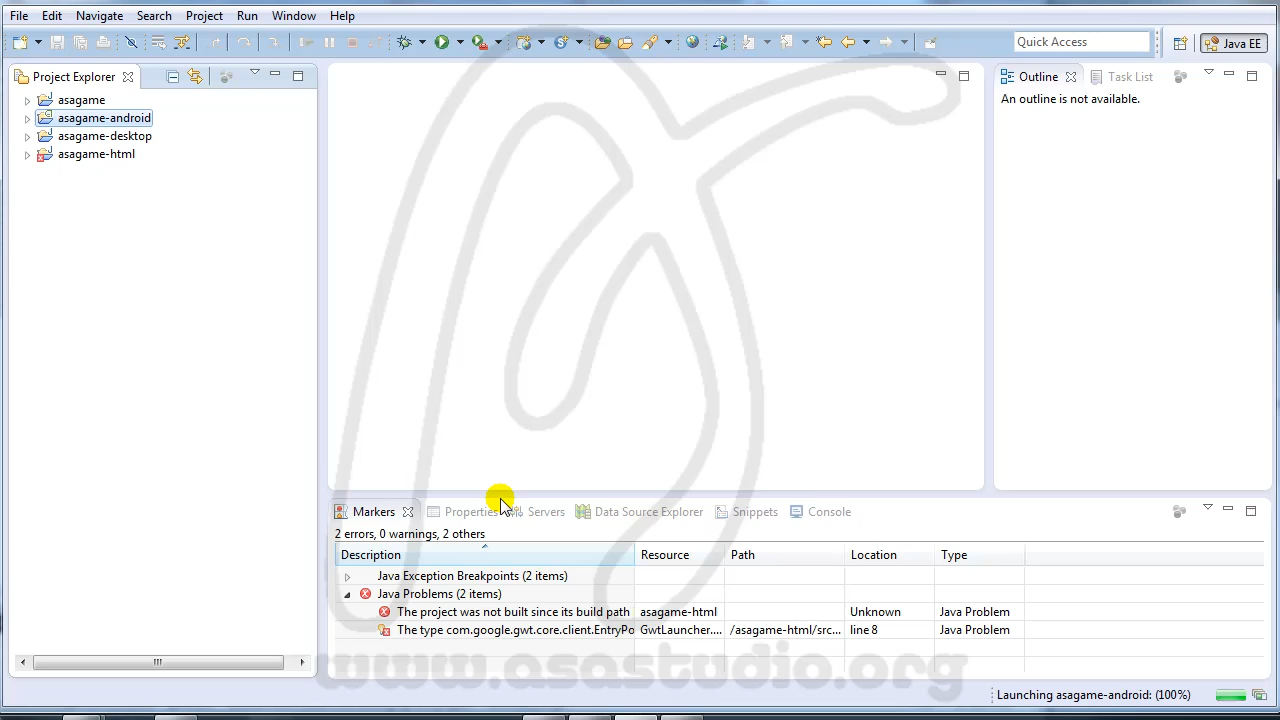 File Edit Navigate Search Project Run Window Help
Quick Access
Java EE
Project Explorer
asagame
asagame-android
asagame-desktop
asagame-html
Outline
Task List
An outline is not available.
Markers
Properties
Servers
Data Source Explorer
Snippets
Console
2 errors, 0 warnings, 2 others
Description Resource Path Location Type
Java Exception Breakpoints (2 items)
Java Problems (2 items)
The project was not built since its build path asagame-html Unknown Java Problem
The type com.google.gwt.core.client.EntryPo GwtLauncher.... /asagame-html/src... line 8 Java Problem
www.asastudio.org
Launching asagame-android: (100%)